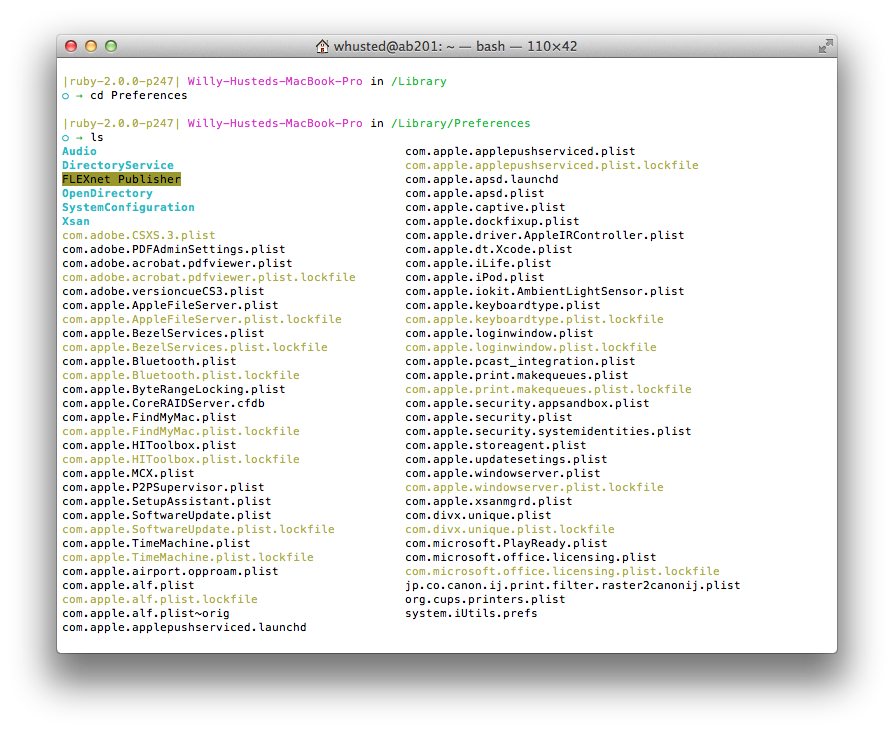 whusted@ab201: ~ — bash — 110×42
|ruby-2.0.0-p247| Willy-Husteds-MacBook-Pro in /Library
○ → cd Preferences
|ruby-2.0.0-p247| Willy-Husteds-MacBook-Pro in /Library/Preferences
○ → ls
Audio com.apple.applepushserviced.plist
DirectoryService com.apple.applepushserviced.plist.lockfile
FLEXnet Publisher com.apple.apsd.launchd
OpenDirectory com.apple.apsd.plist
SystemConfiguration com.apple.captive.plist
Xsan com.apple.dockfixup.plist
com.adobe.CSXS.3.plist com.apple.driver.AppleIRController.plist
com.adobe.PDFAdminSettings.plist com.apple.dt.Xcode.plist
com.adobe.acrobat.pdfviewer.plist com.apple.iLife.plist
com.adobe.acrobat.pdfviewer.plist.lockfile com.apple.iPod.plist
com.adobe.versioncueCS3.plist com.apple.iokit.AmbientLightSensor.plist
com.apple.AppleFileServer.plist com.apple.keyboardtype.plist
com.apple.AppleFileServer.plist.lockfile com.apple.keyboardtype.plist.lockfile
com.apple.BezelServices.plist com.apple.loginwindow.plist
com.apple.BezelServices.plist.lockfile com.apple.loginwindow.plist.lockfile
com.apple.Bluetooth.plist com.apple.pcast_integration.plist
com.apple.Bluetooth.plist.lockfile com.apple.print.makequeues.plist
com.apple.ByteRangeLocking.plist com.apple.print.makequeues.plist.lockfile
com.apple.CoreRAIDServer.cfdb com.apple.security.appsandbox.plist
com.apple.FindMyMac.plist com.apple.security.plist
com.apple.FindMyMac.plist.lockfile com.apple.security.systemidentities.plist
com.apple.HIToolbox.plist com.apple.storeagent.plist
com.apple.HIToolbox.plist.lockfile com.apple.updatesetings.plist
com.apple.MCX.plist com.apple.windowserver.plist
com.apple.P2PSupervisor.plist com.apple.windowserver.plist.lockfile
com.apple.SetupAssistant.plist com.apple.xsanmgrd.plist
com.apple.SoftwareUpdate.plist com.divx.unique.plist
com.apple.SoftwareUpdate.plist.lockfile com.divx.unique.plist.lockfile
com.apple.TimeMachine.plist com.microsoft.PlayReady.plist
com.apple.TimeMachine.plist.lockfile com.microsoft.office.licensing.plist
com.apple.airport.opproam.plist com.microsoft.office.licensing.plist.lockfile
com.apple.alf.plist jp.co.canon.ij.print.filter.raster2canonij.plist
com.apple.alf.plist.lockfile org.cups.printers.plist
com.apple.alf.plist~orig system.iUtils.prefs
com.apple.applepushserviced.launchd